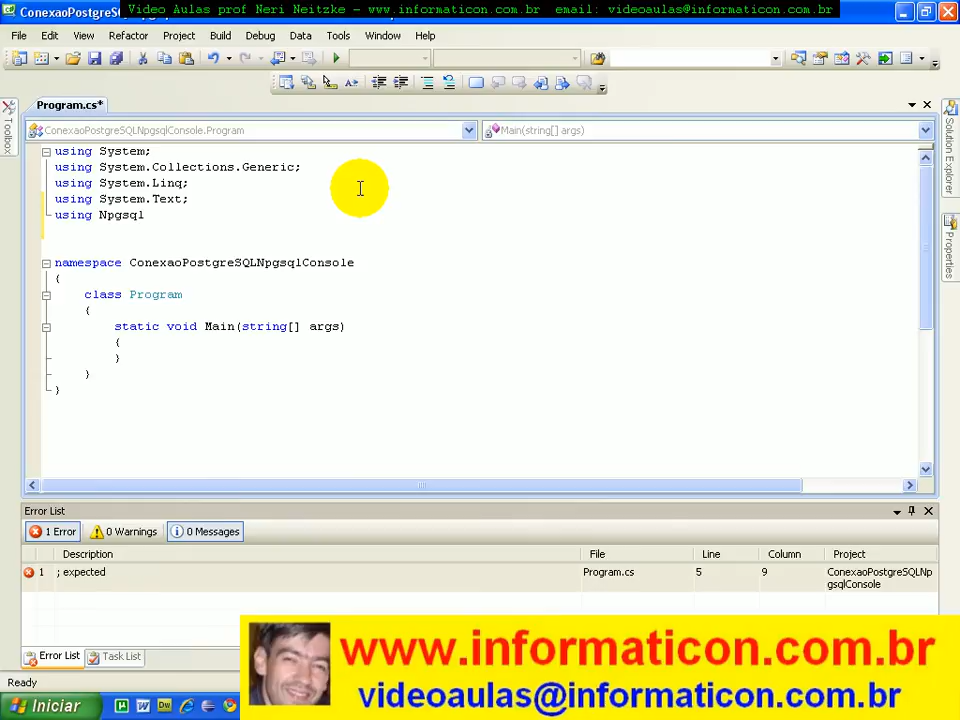 ConexaoPostgreS
Video Aulas prof Neri Neitzke - www.informaticon.com.br email: videoaulas@informaticon.com.br
File Edit View Refactor Project Build Debug Data Tools Window Help
Toolbox
Program.cs*
Solution Explorer
ConexaoPostgreSQLNpgsqlConsole.Program
Main(string[] args)
using System;
using System.Collections.Generic;
using System.Linq;
using System.Text;
using Npgsql
Properties
namespace ConexaoPostgreSQLNpgsqlConsole
{
class Program
{
static void Main(string[] args)
{
}
}
}
Error List
1 Error 0 Warnings 0 Messages
Description File Line Column Project
1 ; expected Program.cs 5 9 ConexaoPostgreSQLNp
gsqlConsole
Error List Task List
www.informaticon.com.br
Ready
Iniciar
videoaulas@informaticon.com.br